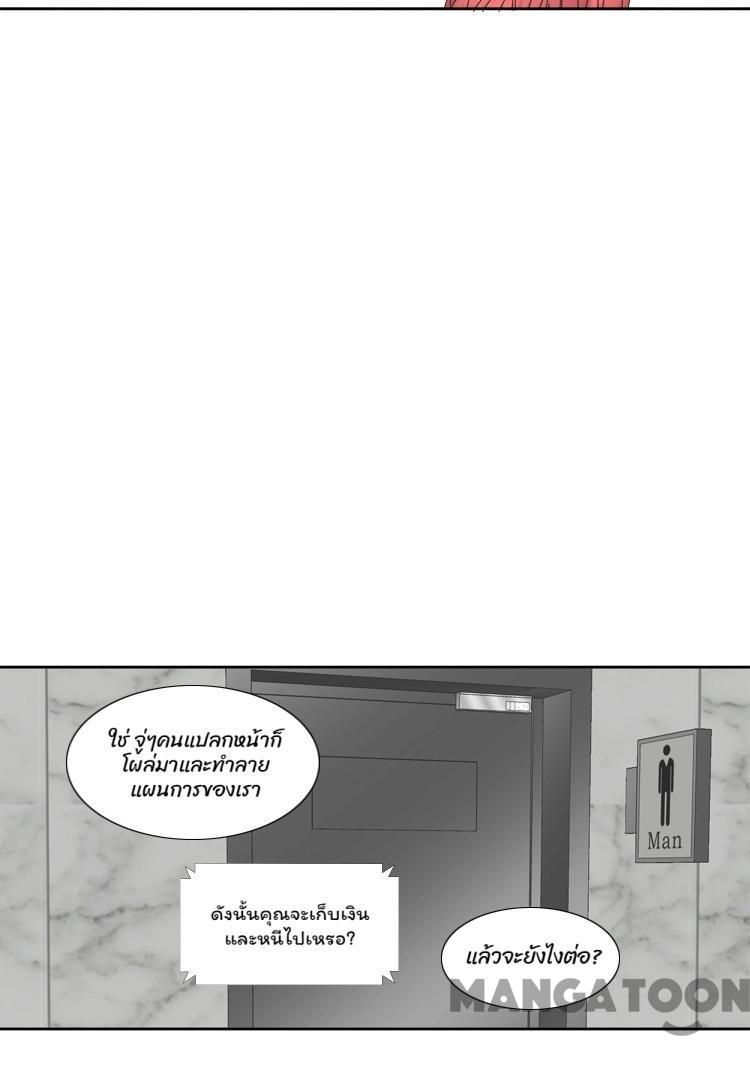 ใช่ จู่ๆคนแปลกหน้าก็
โผล่มาและทำลาย
แผนการของเรา
Man
ดังนั้นคุณจะเก็บเงิน
และหนีไปเหรอ?
แล้วจะยังไงต่อ?
MANGATOON